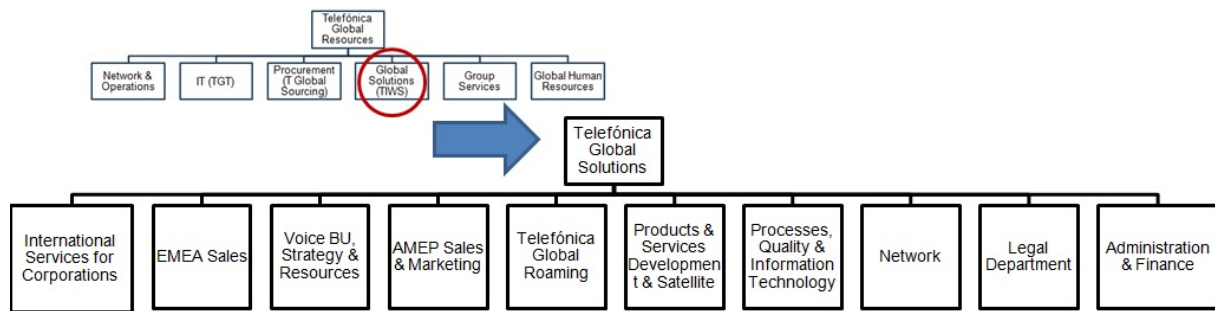 Telefónica
Global
Resources
Network &
Operations
IT (TGT)
Procurement
(T Global
Sourcing)
Global
Solutions
(TIWS)
Group
Services
Global Human
Resources
Telefónica
Global
Solutions
International
Services for
Corporations
EMEA Sales
Voice BU,
Strategy &
Resources
AMEP Sales
& Marketing
Telefónica
Global
Roaming
Products &
Services
Developmen
t & Satellite
Processes,
Quality &
Information
Technology
Network
Legal
Department
Administration
& Finance